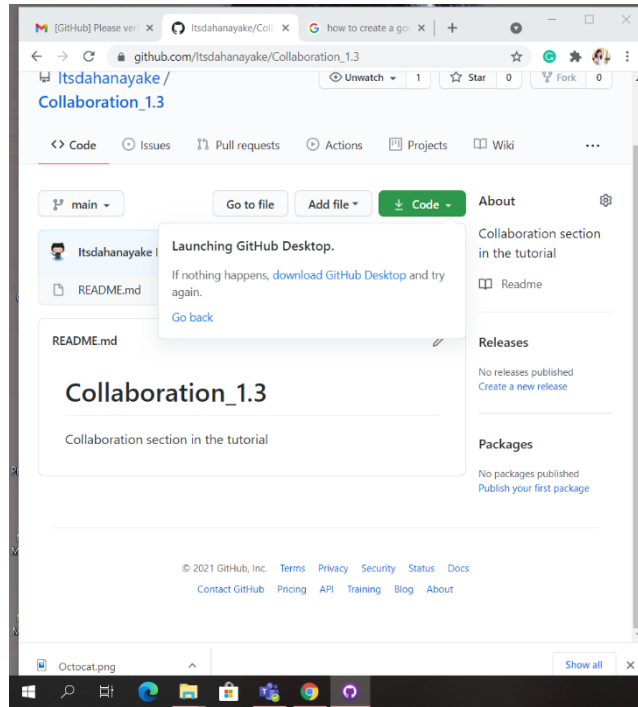 [GitHub] Please ver
Itsdahanayake/Coll
how to create a go
github.com/Itsdahanayake/Collaboration_1.3
Itsdahanayake /
Unwatch 1 Star 0 Fork 0
Collaboration_1.3
Code Issues Pull requests Actions Projects Wiki
main Go to file Add file Code
About
Launching GitHub Desktop.
Itsdahanayake
If nothing happens, download GitHub Desktop and try
again.
Go back
README.md
Collaboration section
in the tutorial
Readme
README.md
Collaboration_1.3
Collaboration section in the tutorial
Releases
No releases published
Create a new release
Packages
No packages published
Publish your first package
© 2021 GitHub, Inc. Terms Privacy Security Status Docs
Contact GitHub Pricing API Training Blog About
Octocat.png
Show all